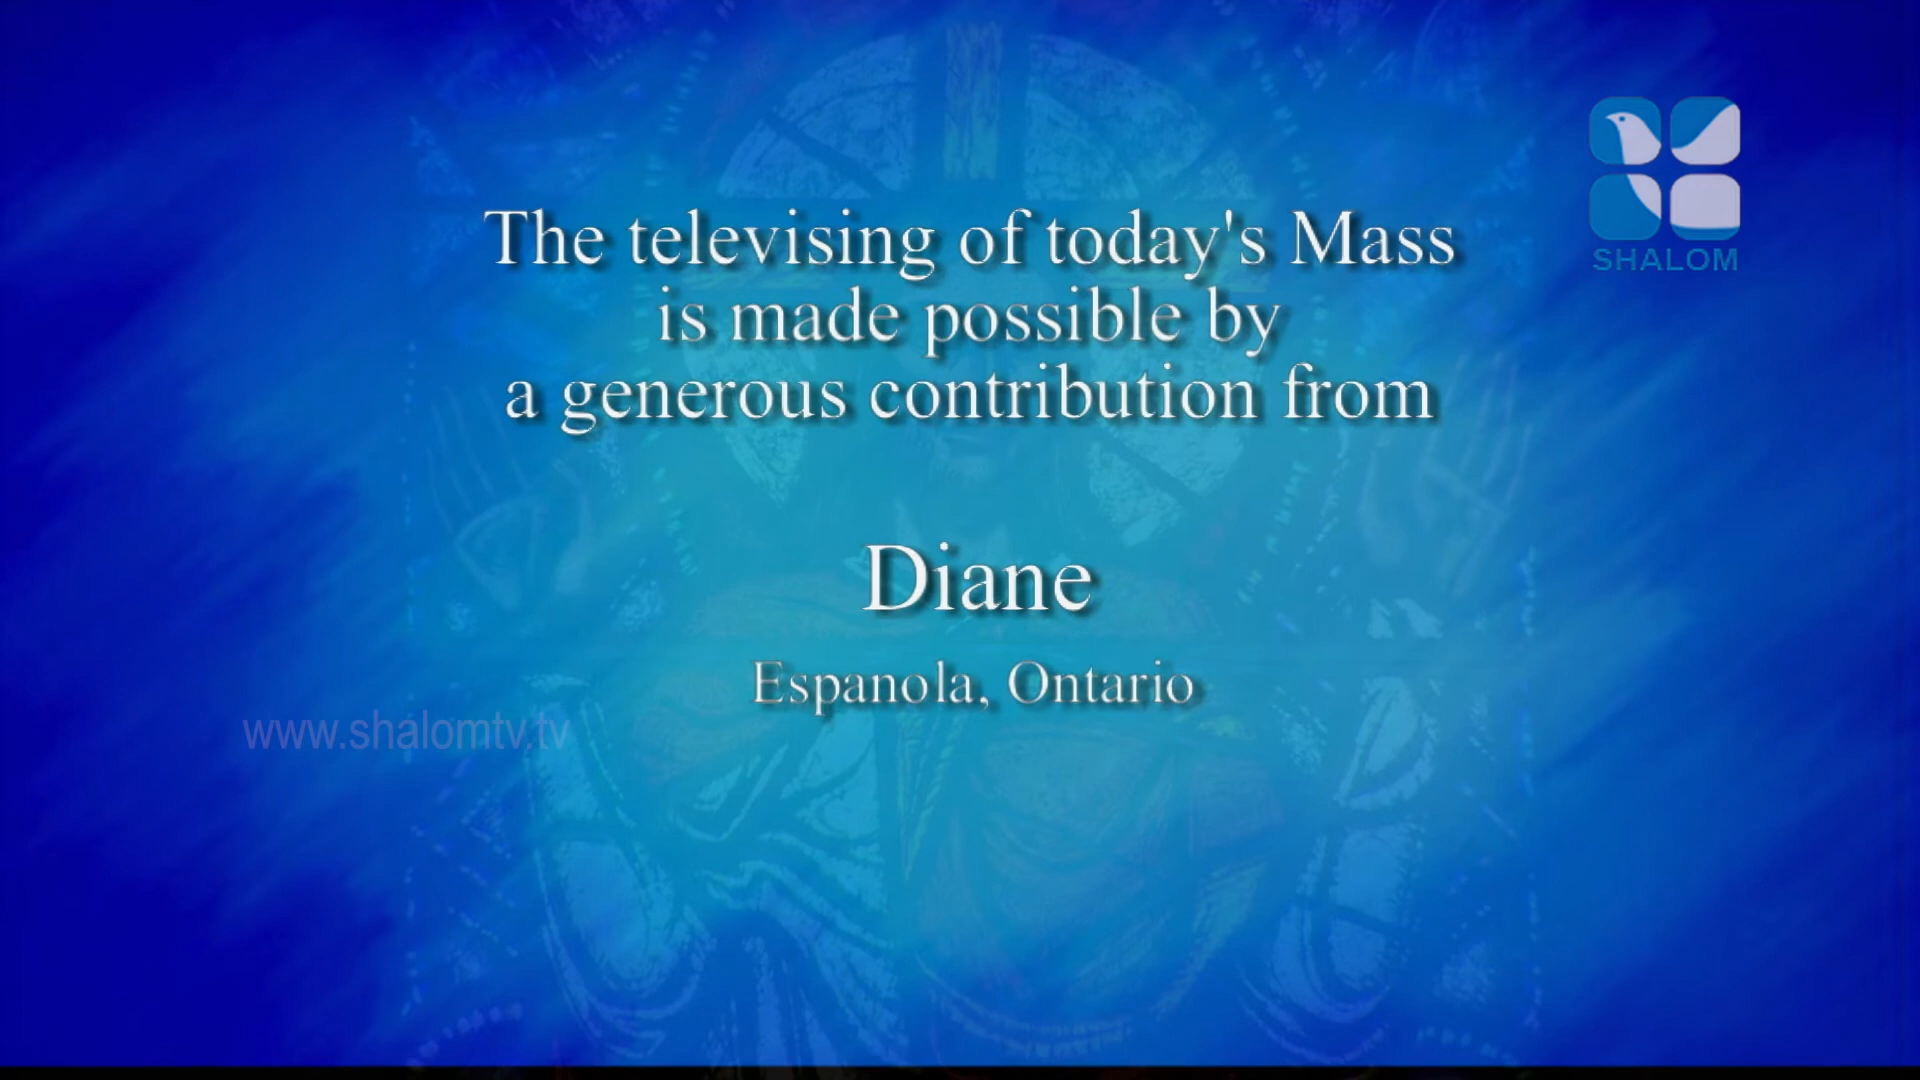 The televising of today's Mass
is made possible by
a generous contribution from
Diane
Espanola, Ontario
SHALOM
www.shalomtv.tv